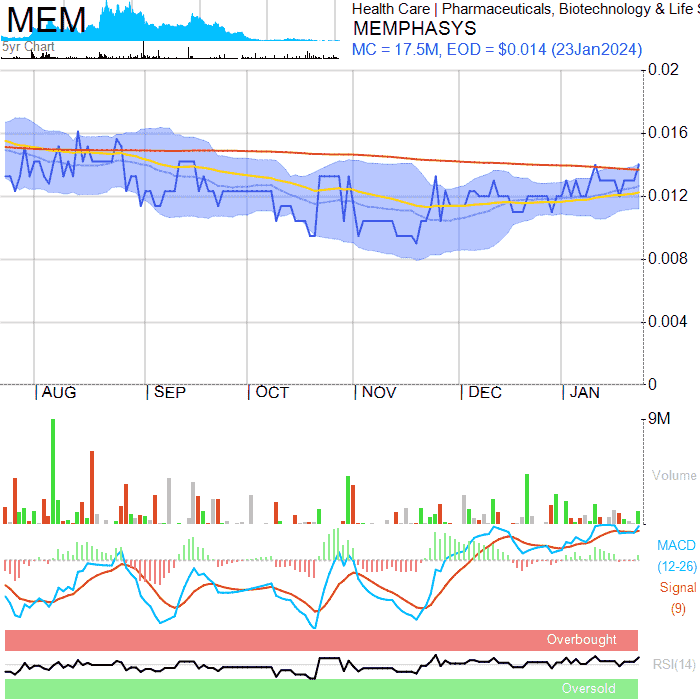 MEM
5yr Chart
Health Care | Pharmaceuticals, Biotechnology & Life S
MEMPHASYS
MC = 17.5M, EOD = $0.014 (23Jan2024)
0.02
0.016
0.012
0.008
0.004
0
AUG SEP OCT NOV DEC JAN
9M
Volume
MACD
(12-26)
Signal
(9)
Overbought
RSI(14)
Oversold